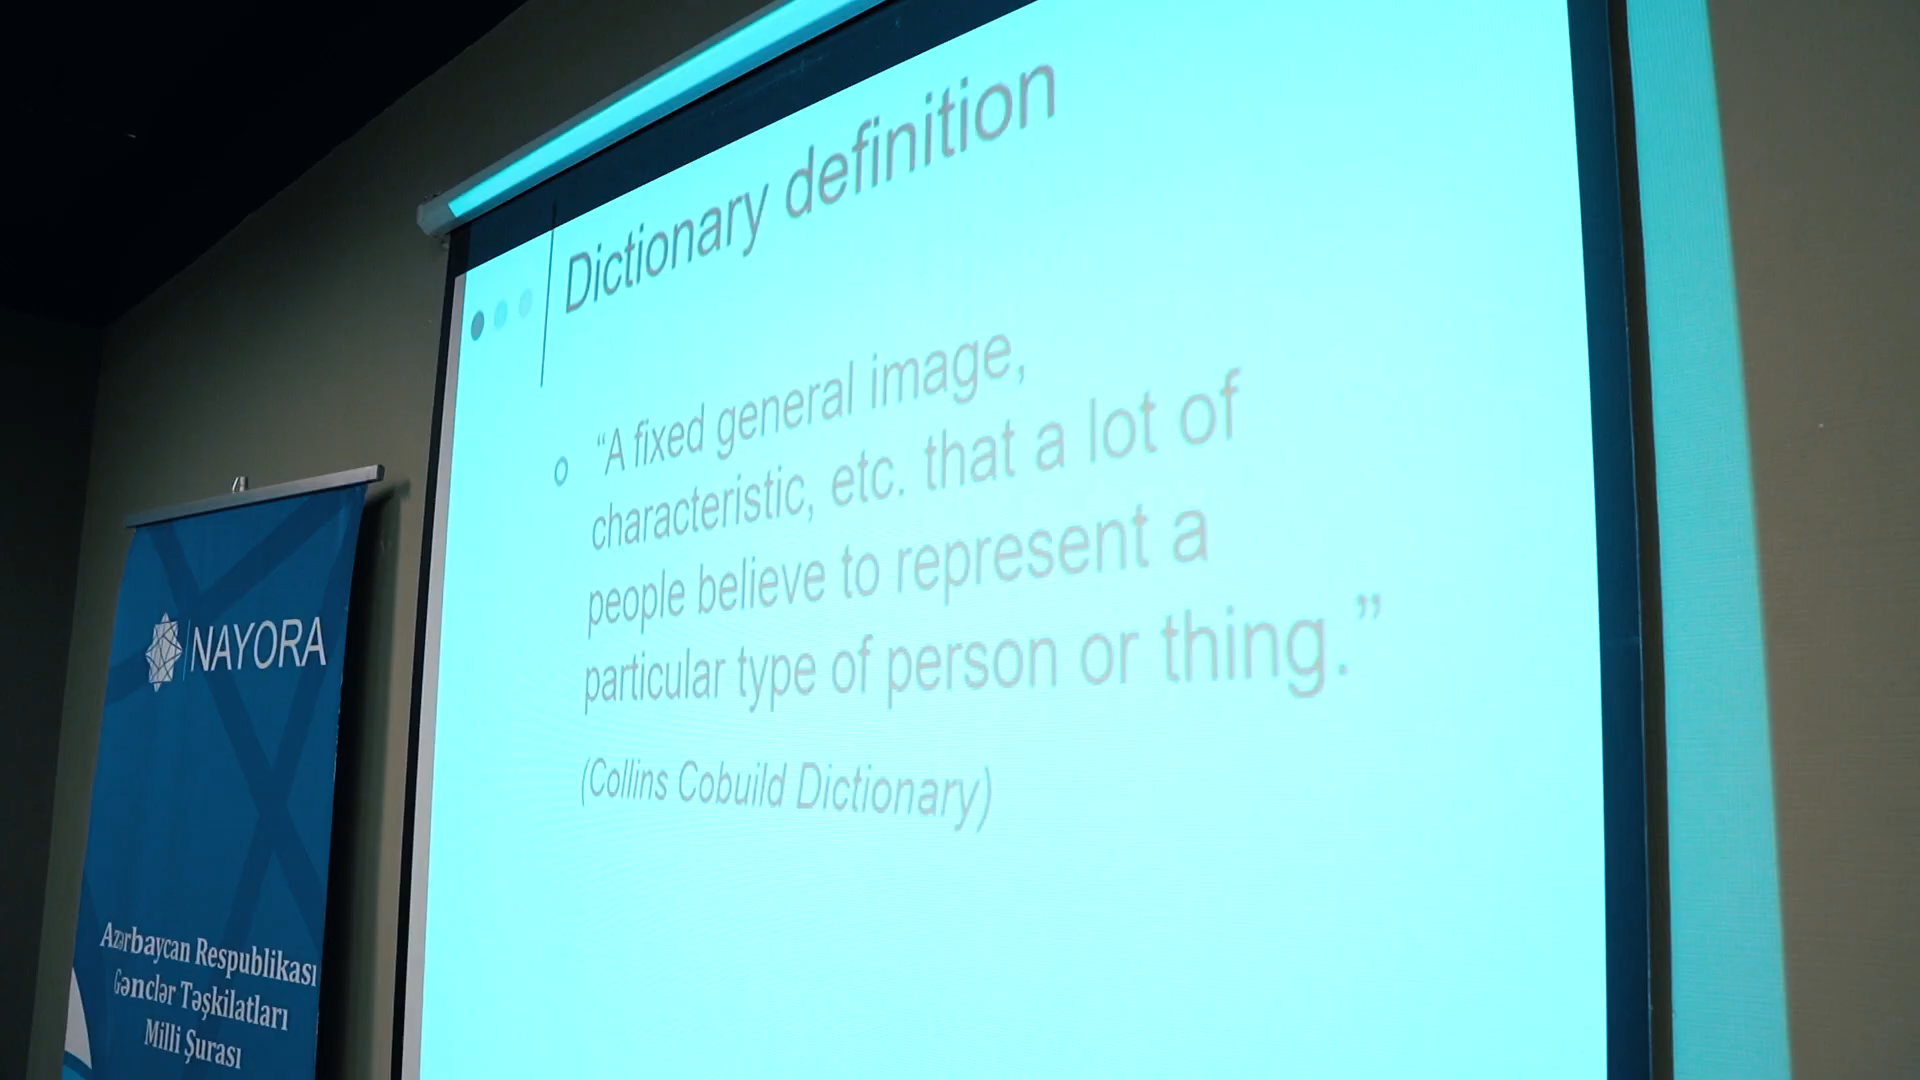 Dictionary definition
“A fixed general image,
characteristic, etc. that a lot of
people believe to represent a
particular type of person or thing.”
(Collins Cobuild Dictionary)
NAYORA
Azərbaycan Respublikası
Gənclər Təşkilatları
Milli Şurası